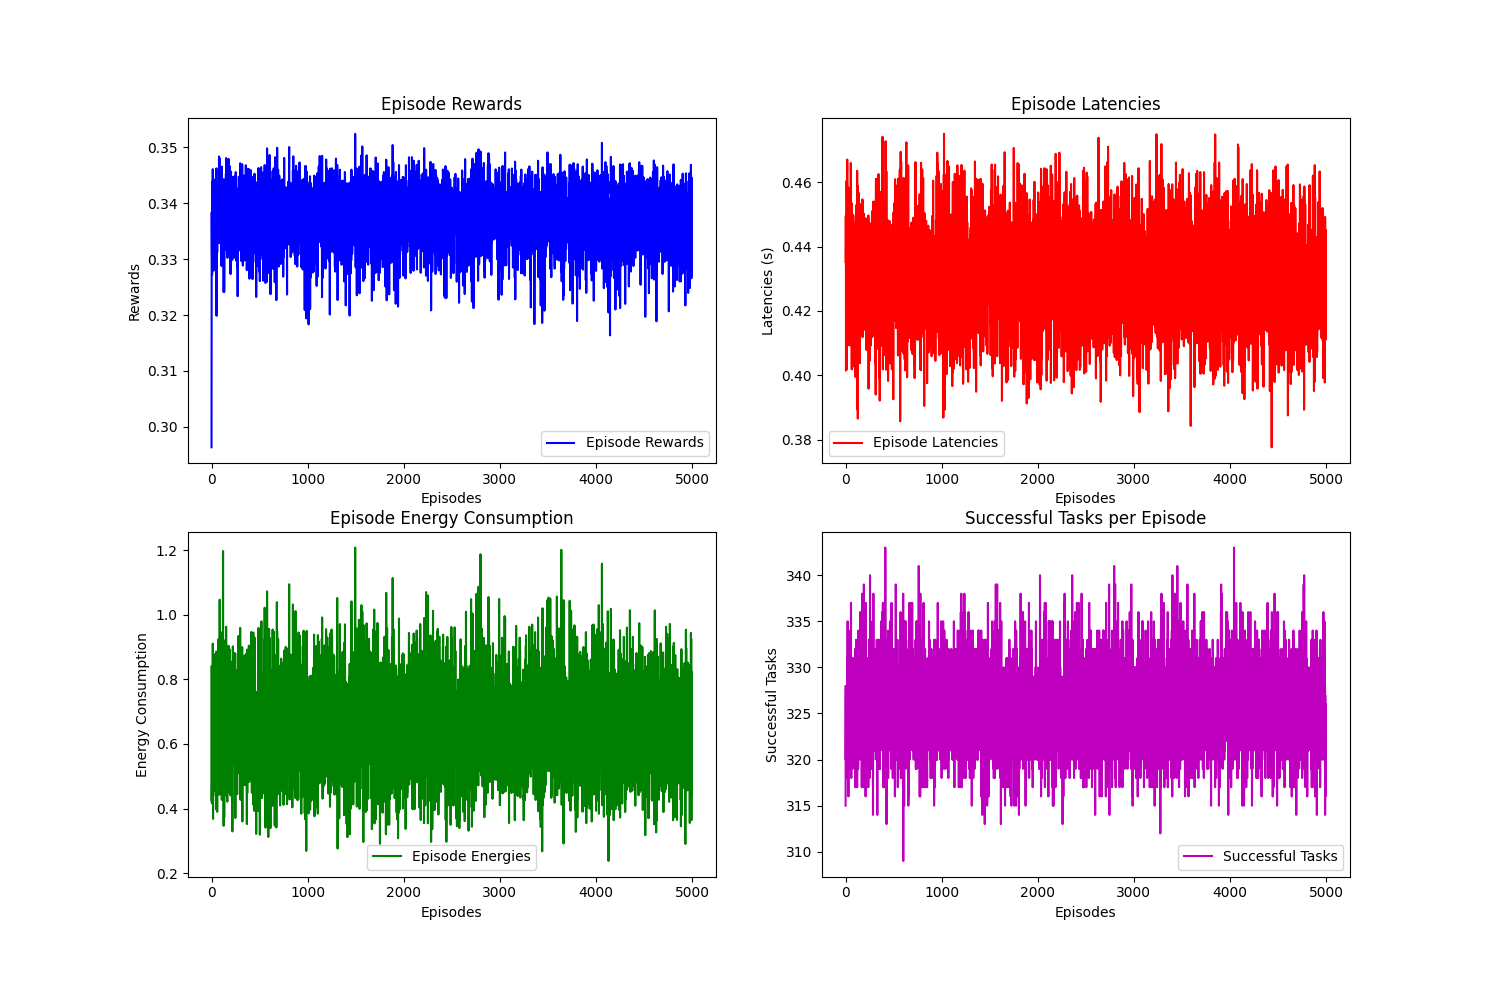 Episode Rewards
Rewards
0.35
0.34
0.33
0.32
0.31
0.30
Episode Rewards
0 1000 2000 3000 4000 5000
Episodes
Episode Latencies
Latencies (s)
0.46
0.44
0.42
0.40
0.38
Episode Latencies
0 1000 2000 3000 4000 5000
Episodes
Episode Energy Consumption
Energy Consumption
1.2
1.0
0.8
0.6
0.4
0.2
Episode Energies
0 1000 2000 3000 4000 5000
Episodes
Successful Tasks per Episode
Successful Tasks
340
335
330
325
320
315
310
Successful Tasks
0 1000 2000 3000 4000 5000
Episodes